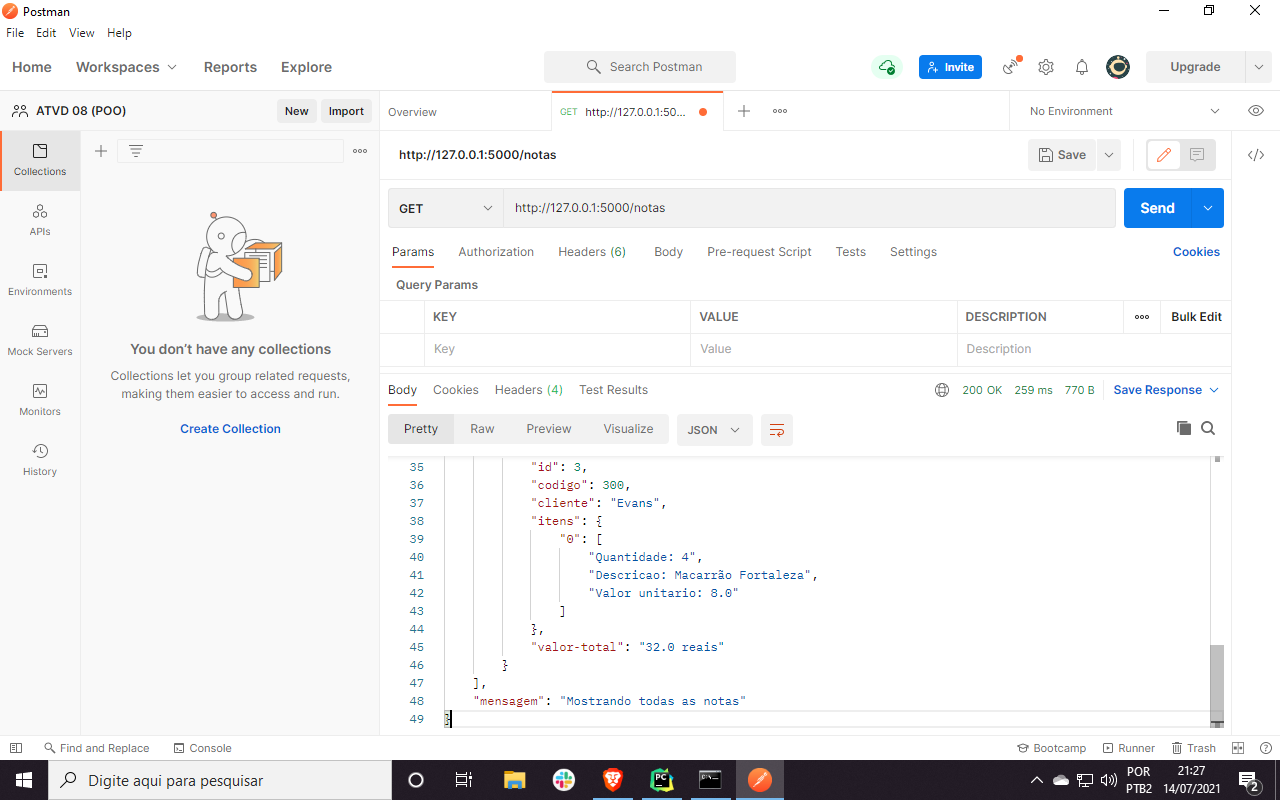 Postman
File Edit View Help
Home Workspaces Reports Explore Search Postman Invite Upgrade
ATVD 08 (POO) New Import Overview GET http://127.0.0.1:50... No Environment
Collections
APIs
Environments
Mock Servers
Monitors
History
You don't have any collections
Collections let you group related requests,
making them easier to access and run.
Create Collection
http://127.0.0.1:5000/notas Save
GET http://127.0.0.1:5000/notas Send
Params Authorization Headers (6) Body Pre-request Script Tests Settings Cookies
Query Params
KEY VALUE DESCRIPTION Bulk Edit
Key Value Description
Body Cookies Headers (4) Test Results 200 OK 259 ms 770 B Save Response
Pretty Raw Preview Visualize JSON
35 "id": 3,
36 "codigo": 300,
37 "cliente": "Evans",
38 "itens": {
39 "0": [
40 "Quantidade: 4",
41 "Descricao: Macarrão Fortaleza",
42 "Valor unitario: 8.0"
43 ]
44 },
45 "valor-total": "32.0 reais"
46 }
47 ],
48 "mensagem": "Mostrando todas as notas"
49 }
Find and Replace Console Bootcamp Runner Trash
Digite aqui para pesquisar
POR
PTB2
21:27
14/07/2021
2